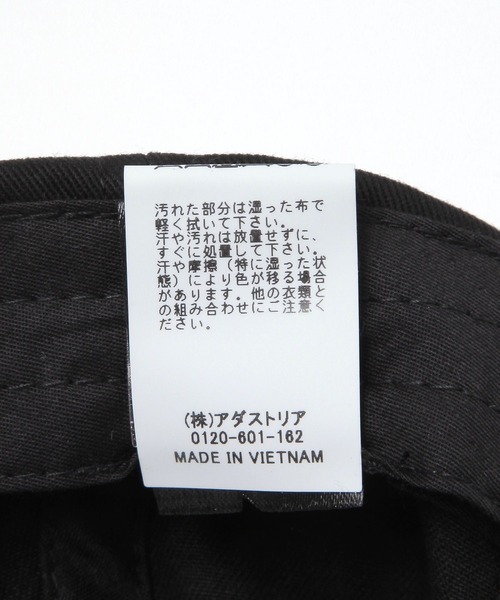 汚れた部分は湿った布で
軽く拭いて下さい。
汗や汚れは放置せずに、
すぐに処置して下さい。
汗や摩擦（特に湿った状
態）により色が移る場合
があります。他の衣類と
の組み合わせにご注意く
ださい。
(株)アダストリア
0120-601-162
MADE IN VIETNAM